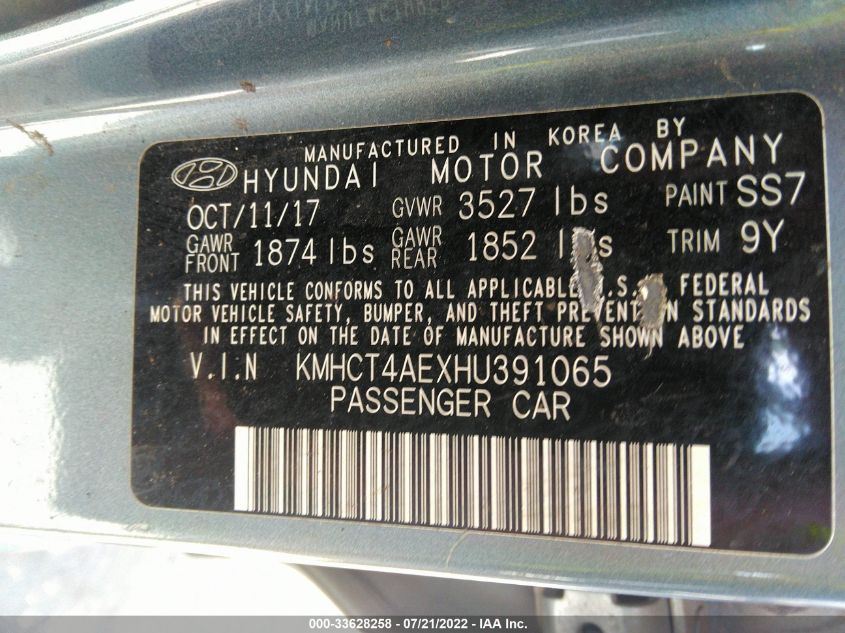 MANUFACTURED IN KOREA BY
HYUNDAI MOTOR COMPANY
OCT/11/17 GVWR 3527 lbs PAINT SS7
GAWR FRONT 1874 lbs GAWR REAR 1852 TRIM 9Y
THIS VEHICLE CONFORMS TO ALL APPLICABLE FEDERAL
MOTOR VEHICLE SAFETY, BUMPER, AND THEFT STANDARDS
IN EFFECT ON THE DATE OF MANUFACTURE SHOWN ABOVE
V.I.N KMHCT4AEXHU391065
PASSENGER CAR
000-33628258 - 07/21/2022 - IAA Inc.